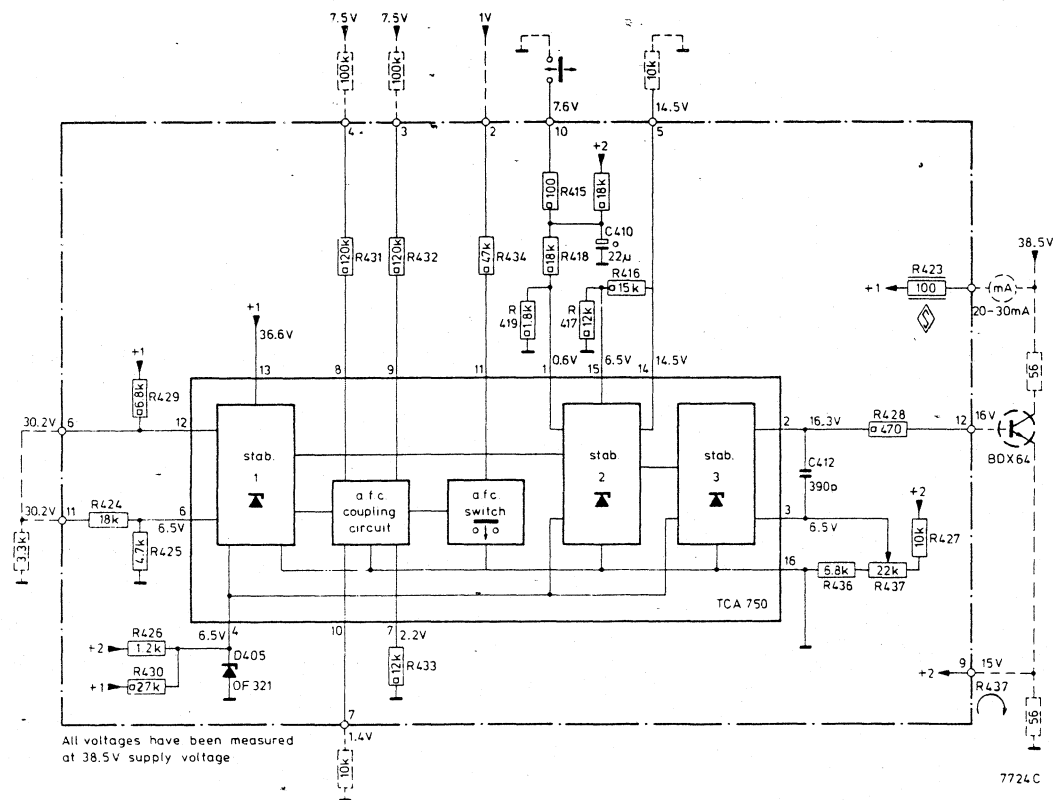 7.5V 7.5V 1V
100k 100k 10k
7.6V 14.5V
4 3 2 10 5
+2
100 R415 18k
C410
22µ
120k R431 120k R432 47k R434 18k R418
R416
15k
38.5V
R423
+1 100 mA
20-30mA
R 419 1.8k
R 417 12k
+1
36.6V
0.6V 6.5V 14.5V
13 8 9 11 1 15 14
56
+1
6.8k R429
30.2V 6 12
stab. 1
stab. 2
stab. 3
2 16.3V R428 12 16V
470
BDX64
C412
390p
a f c coupling circuit
a f c switch
30.2V 11 R424 6
18k 6.5V
3 6.5V
+2
10k R427
3.3k
4.7k R425
16 6.8k 22k
R436 R437
TCA 750
6.5V 4 10 7 2.2V
R426
+2 1.2k
D405
R430
+1 27k
OF321
12k R433
9 15V
+2
R437
56
7
1.4V
10k
All voltages have been measured
at 38.5V supply voltage
7724C